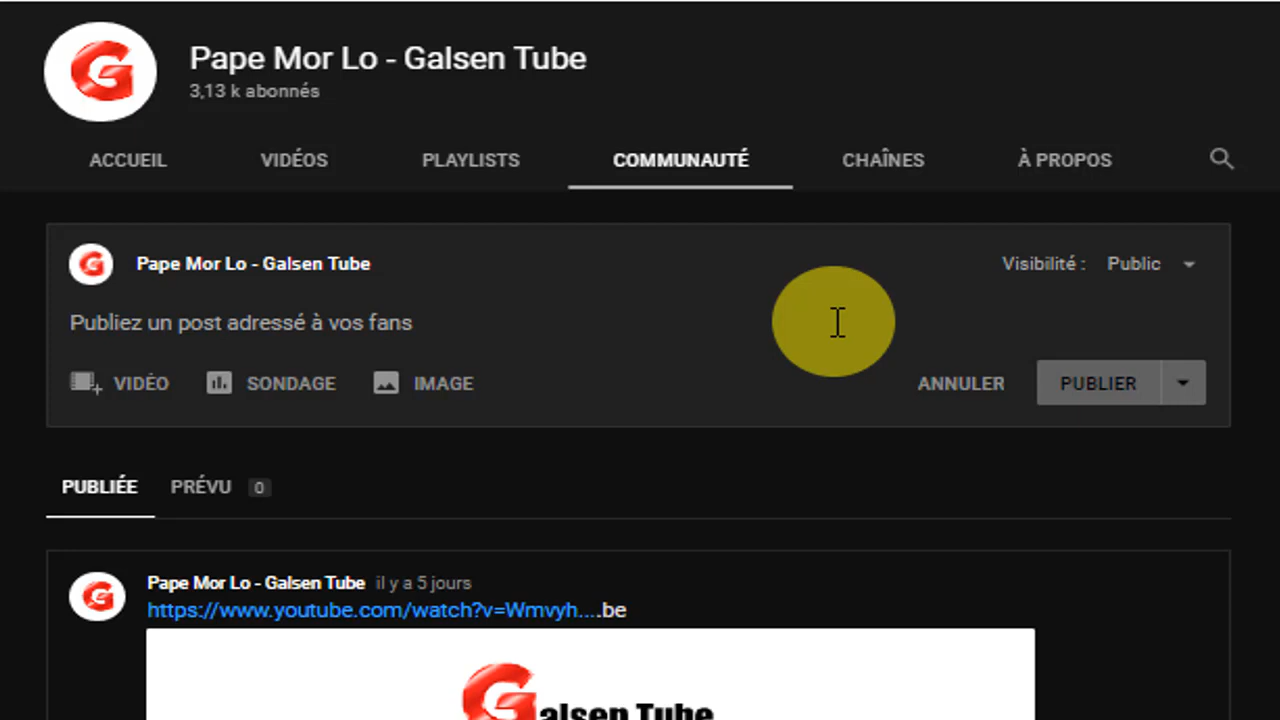 Pape Mor Lo - Galsen Tube
3,13 k abonnés
ACCUEIL VIDÉOS PLAYLISTS COMMUNAUTÉ CHAÎNES À PROPOS
Pape Mor Lo - Galsen Tube Visibilité : Public
Publiez un post adressé à vos fans
VIDÉO SONDAGE IMAGE ANNULER PUBLIER
PUBLIÉE PRÉVU 0
Pape Mor Lo - Galsen Tube il y a 5 jours
https://www.youtube.com/watch?v=Wmvyh....be
Galsen Tube